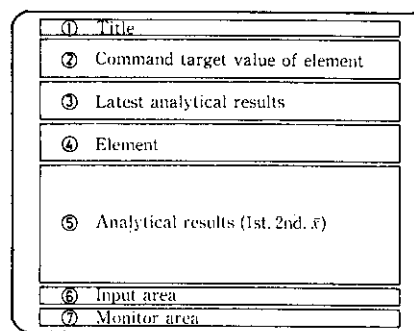 ① Title
② Command target value of element
③ Latest analytical results
④ Element
⑤ Analytical results (1st. 2nd. x̄)
⑥ Input area
⑦ Monitor area